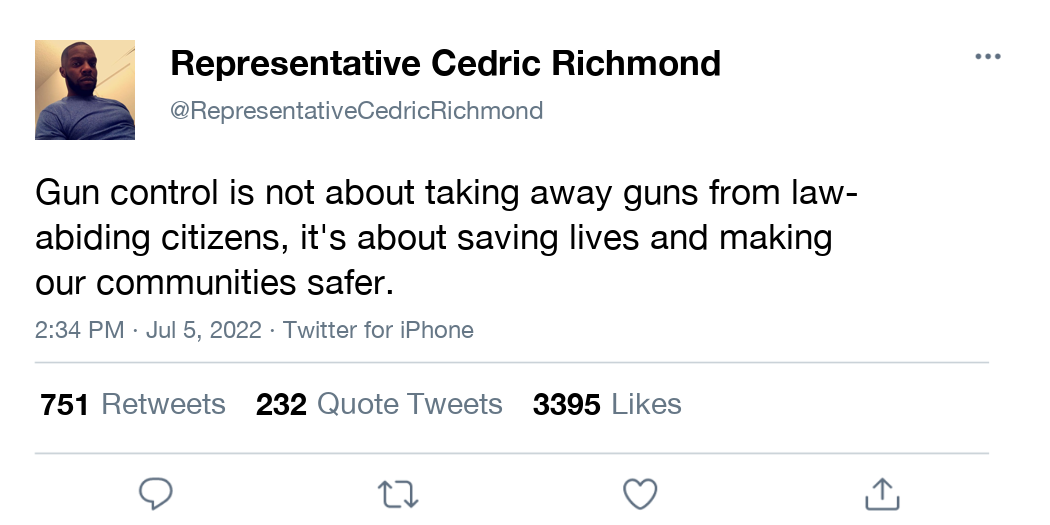 Representative Cedric Richmond
@RepresentativeCedricRichmond
Gun control is not about taking away guns from law-
abiding citizens, it's about saving lives and making
our communities safer.
2:34 PM · Jul 5, 2022 · Twitter for iPhone
751 Retweets 232 Quote Tweets 3395 Likes